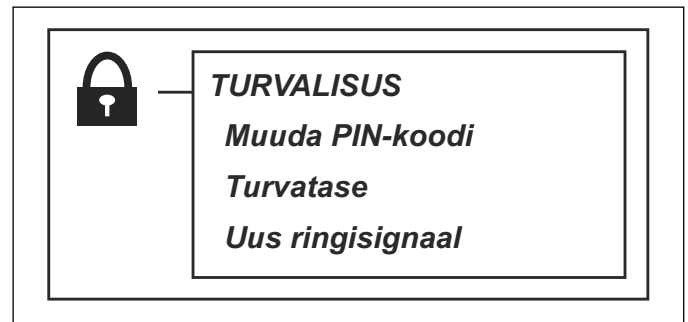 TURVALISUS
Muuda PIN-koodi
Turvatase
Uus ringisignaal